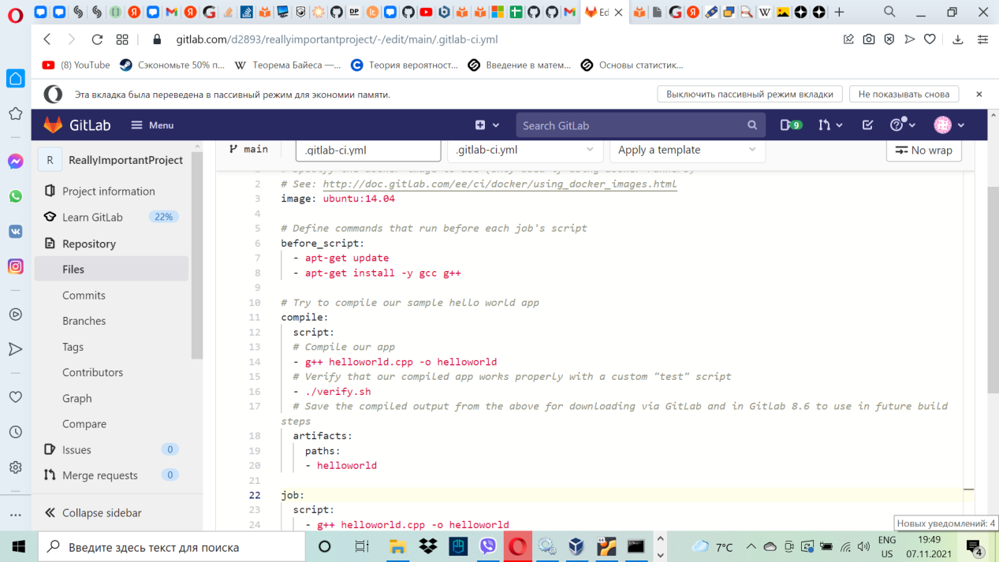 gitlab.com/d2893/reallyimportantproject/-/edit/main/.gitlab-ci.yml
(8) YouTube
Сэкономьте 50% п...
Теорема Байеса —...
Теория вероятност...
Введение в матем...
Основы статистик...
Эта вкладка была переведена в пассивный режим для экономии памяти.
Выключить пассивный режим вкладки
Не показывать снова
GitLab
Menu
Search GitLab
9
R
ReallyImportantProject
Project information
Learn GitLab
22%
Repository
Files
Commits
Branches
Tags
Contributors
Graph
Compare
Issues
0
Merge requests
0
Collapse sidebar
main
.gitlab-ci.yml
.gitlab-ci.yml
Apply a template
No wrap
2 # See: http://doc.gitlab.com/ee/ci/docker/using_docker_images.html
3 image: ubuntu:14.04
4
5 # Define commands that run before each job's script
6 before_script:
7 - apt-get update
8 - apt-get install -y gcc g++
9
10 # Try to compile our sample hello world app
11 compile:
12 script:
13 # Compile our app
14 - g++ helloworld.cpp -o helloworld
15 # Verify that our compiled app works properly with a custom "test" script
16 - ./verify.sh
17 # Save the compiled output from the above for downloading via GitLab and in Gitlab 8.6 to use in future build
steps
18 artifacts:
19 paths:
20 - helloworld
21
22 job:
23 script:
24 - g++ helloworld.cpp -o helloworld
Новых уведомлений: 4
Введите здесь текст для поиска
7°C
ENG
US
19:49
07.11.2021
4